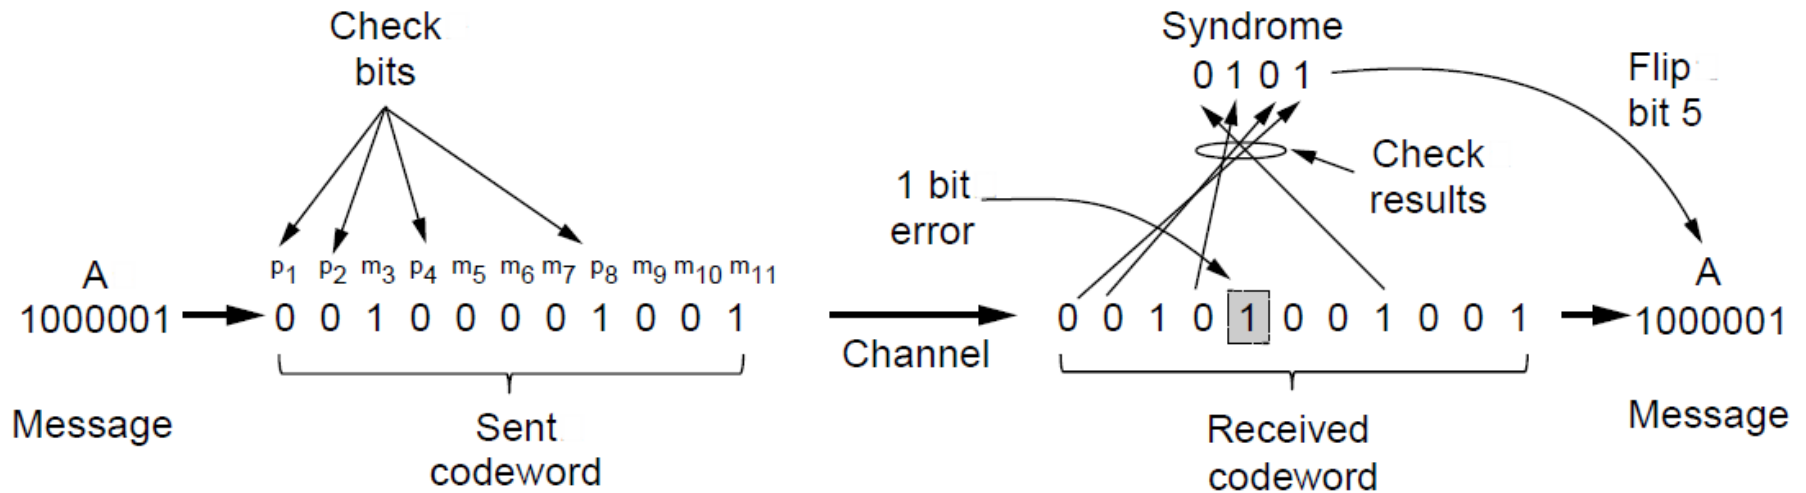 Check
bits
A
1000001
Message
p1 p2 m3 p4 m5 m6 m7 p8 m9 m10 m11
0 0 1 0 0 0 0 1 0 0 1
Sent
codeword
Channel
1 bit
error
Syndrome
0 1 0 1
Check
results
Flip
bit 5
0 0 1 0 1 0 0 1 0 0 1
Received
codeword
A
1000001
Message